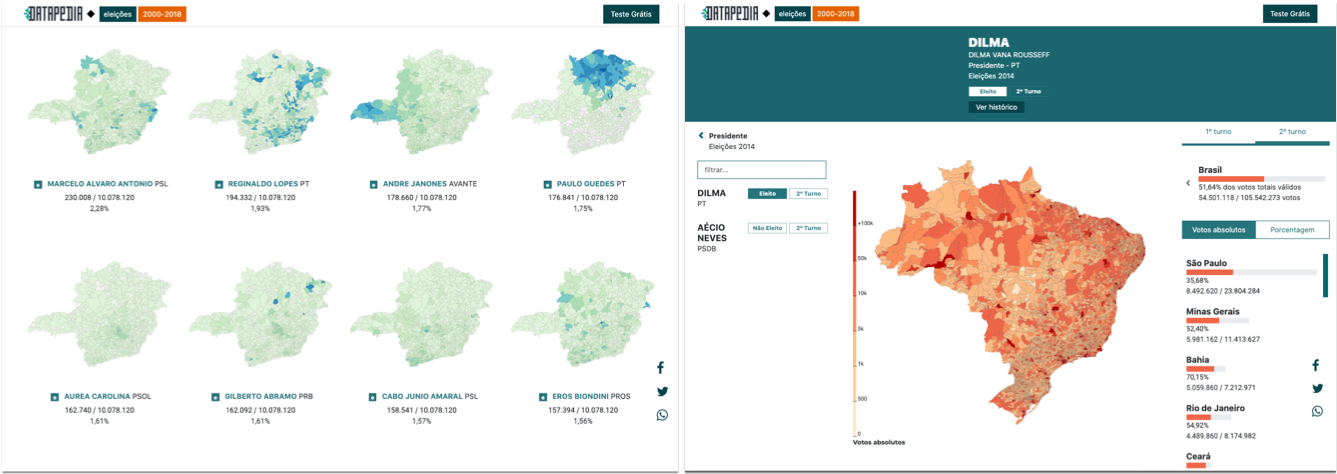 DATAPEDIA eleições 2000-2018 Teste Grátis
e MARCELO ALVARO ANTONIO PSL
230.008 / 10.078.120
2,28%
e REGINALDO LOPES PT
194.332 / 10.078.120
1,93%
e ANDRE JANONES AVANTE
178.660 / 10.078.120
1,77%
e PAULO GUEDES PT
176.841 / 10.078.120
1,75%
e AUREA CAROLINA PSOL
162.740 / 10.078.120
1,61%
e GILBERTO ABRAMO PRB
162.092 / 10.078.120
1,61%
e CABO JUNIO AMARAL PSL
158.541 / 10.078.120
1,57%
e EROS BIONDINI PROS
157.394 / 10.078.120
1,56%
DATAPEDIA eleições 2000-2018 Teste Grátis
DILMA
DILMA VANA ROUSSEFF
Presidente - PT
Eleições 2014
Eleito 2º Turno
Ver histórico
Presidente
Eleições 2014
filtrar...
DILMA Eleito 2º Turno
PT
AÉCIO NEVES Não Eleito 2º Turno
PSDB
+100k
50k
10k
5k
1k
500
0
Votos absolutos
1º turno 2º turno
Brasil
51,64% dos votos totais válidos
54.501.118 / 105.542.273 votos
Votos absolutos Porcentagem
São Paulo
35,68%
8.492.620 / 23.804.284
Minas Gerais
52,40%
5.981.162 / 11.413.627
Bahia
70,15%
5.059.860 / 7.212.971
Rio de Janeiro
54,92%
4.489.860 / 8.174.982
Ceará